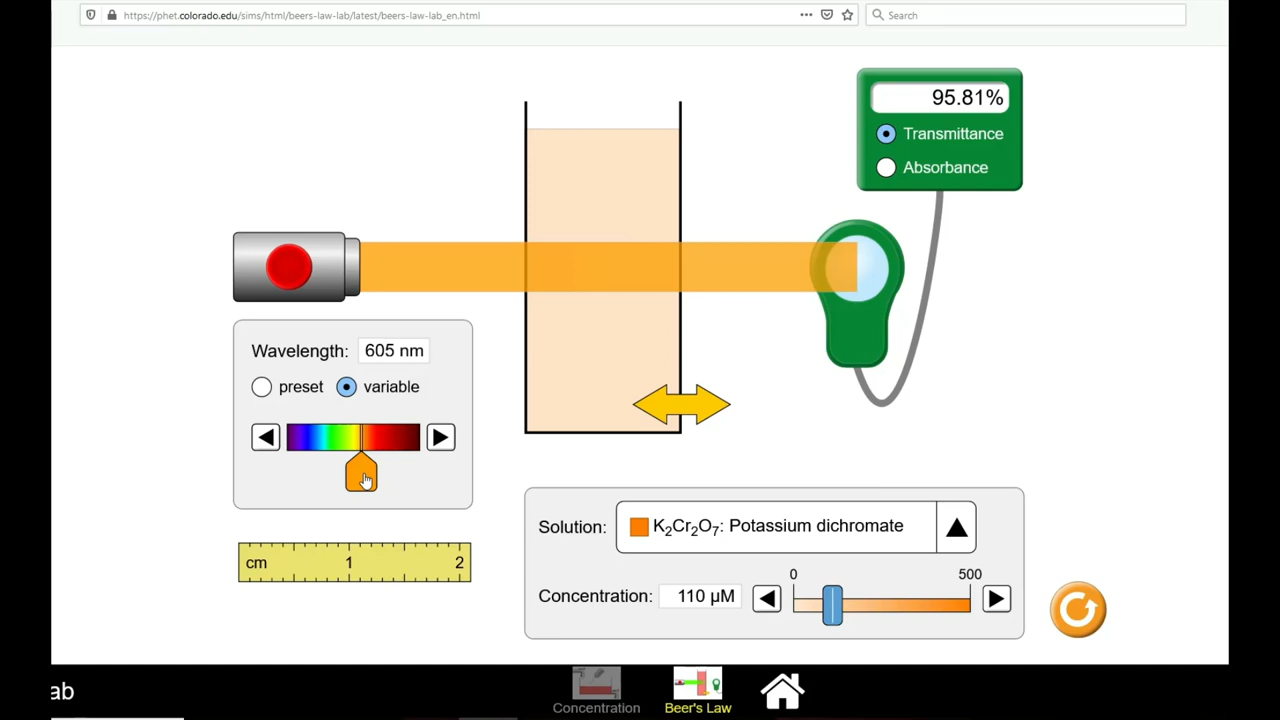 https://phet.colorado.edu/sims/html/beers-law-lab/latest/beers-law-lab_en.html
Search
95.81%
Transmittance
Absorbance
Wavelength: 605 nm
preset variable
cm 1 2
Solution: K₂Cr₂O₇: Potassium dichromate
0 500
Concentration: 110 µM
ab
Concentration
Beer's Law